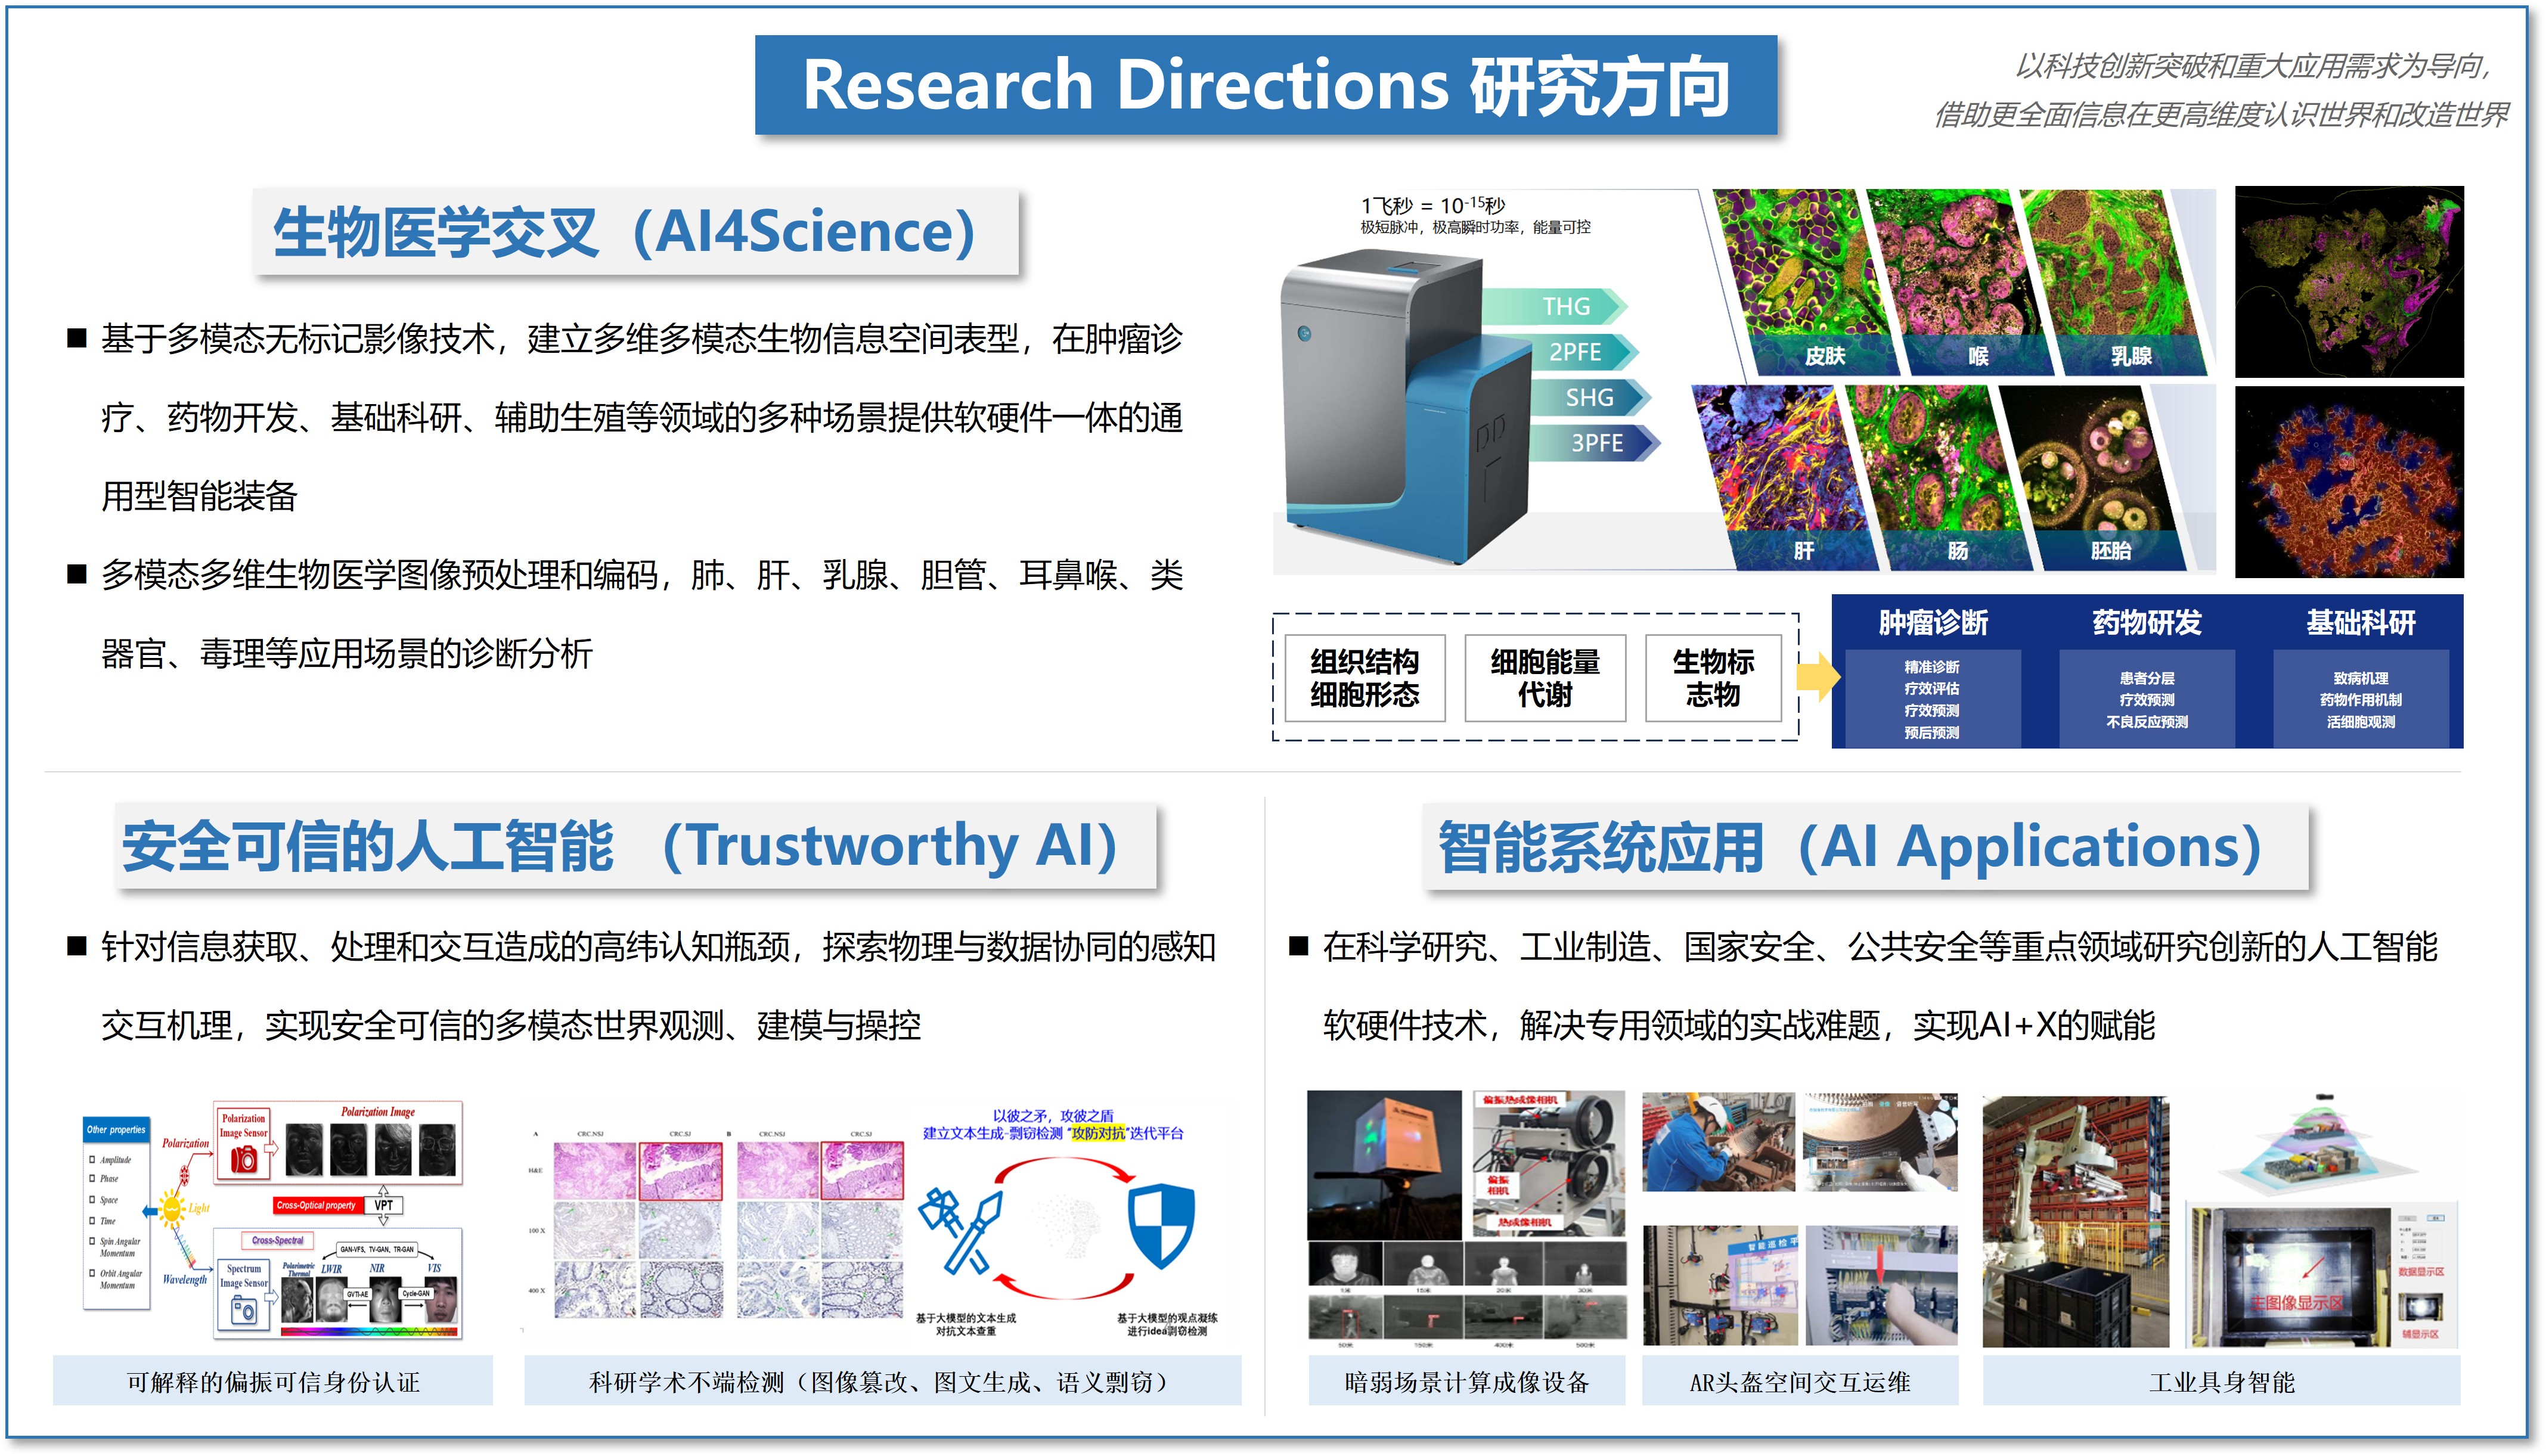 Research Directions 研究方向
以科技创新突破和重大应用需求为导向，
借助更全面信息在更高维度认识世界和改造世界
生物医学交叉（AI4Science）
■ 基于多模态无标记影像技术，建立多维多模态生物信息空间表型，在肿瘤诊
疗、药物开发、基础科研、辅助生殖等领域的多种场景提供软硬件一体的通
用型智能装备
■ 多模态多维生物医学图像预处理和编码，肺、肝、乳腺、胆管、耳鼻喉、类
器官、毒理等应用场景的诊断分析
1飞秒 = 10⁻¹⁵秒
极短脉冲，极高瞬时功率，能量可控
THG
2PFE
SHG
3PFE
皮肤
喉
乳腺
肝
肠
胚胎
组织结构
细胞形态
细胞能量
代谢
生物标
志物
肿瘤诊断
精准诊断
疗效评估
疗效预测
预后预测
药物研发
患者分层
疗效预测
不良反应预测
基础科研
致病机理
药物作用机制
活细胞观测
安全可信的人工智能 （Trustworthy AI）
■ 针对信息获取、处理和交互造成的高纬认知瓶颈，探索物理与数据协同的感知
交互机理，实现安全可信的多模态世界观测、建模与操控
Other properties
Amplitude
Phase
Space
Time
Spin Angular
Momentum
Orbit Angular
Momentum
Polarization
Light
Wavelength
Polarization
Image Sensor
Polarization Image
Cross-Optical property
VPT
Cross-Spectral
GAN-VFS, TV-GAN, TR-GAN
Spectrum
Image Sensor
Polarimetric
Thermal
LWIR
NIR
VIS
GVTI-AE
Cycle-GAN
可解释的偏振可信身份认证
A
CRC.NSJ
CRC.SJ
B
CRC.NSJ
CRC.SJ
H&E
100 X
400 X
以彼之矛，攻彼之盾
建立文本生成-剽窃检测 “攻防对抗”迭代平台
基于大模型的文本生成
对抗文本查重
基于大模型的观点凝练
进行idea剽窃检测
科研学术不端检测（图像篡改、图文生成、语义剽窃）
智能系统应用（AI Applications）
■ 在科学研究、工业制造、国家安全、公共安全等重点领域研究创新的人工智能
软硬件技术，解决专用领域的实战难题，实现AI+X的赋能
偏振热成像相机
偏振
相机
热成像相机
15米
20米
30米
50米
150米
400米
500米
暗弱场景计算成像设备
智能巡检平
AR头盔空间交互运维
数据显示区
主图像显示区
辅显示区
工业具身智能